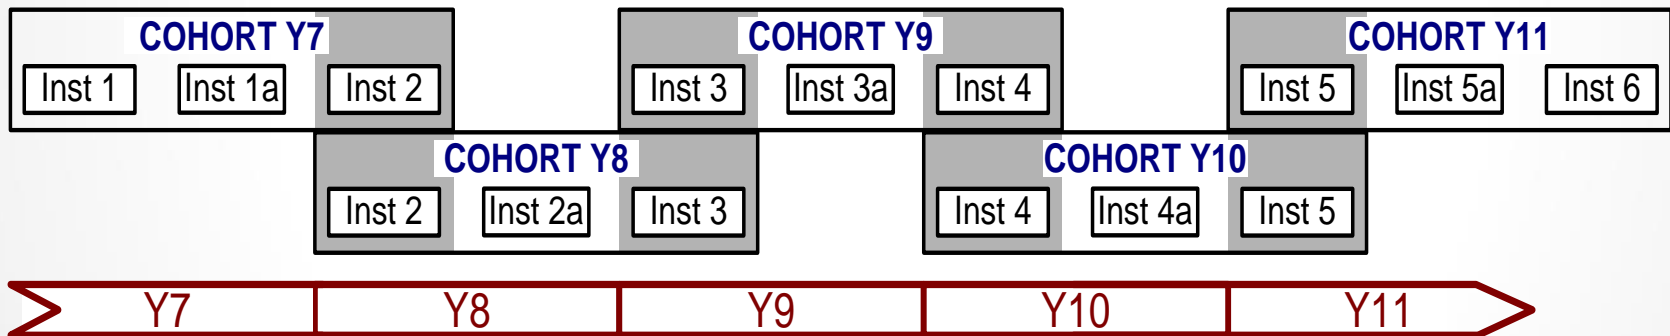 COHORT Y7 COHORT Y9 COHORT Y11
Inst 1 Inst 1a Inst 2 Inst 3 Inst 3a Inst 4 Inst 5 Inst 5a Inst 6
COHORT Y8 COHORT Y10
Inst 2 Inst 2a Inst 3 Inst 4 Inst 4a Inst 5
Y7 Y8 Y9 Y10 Y11